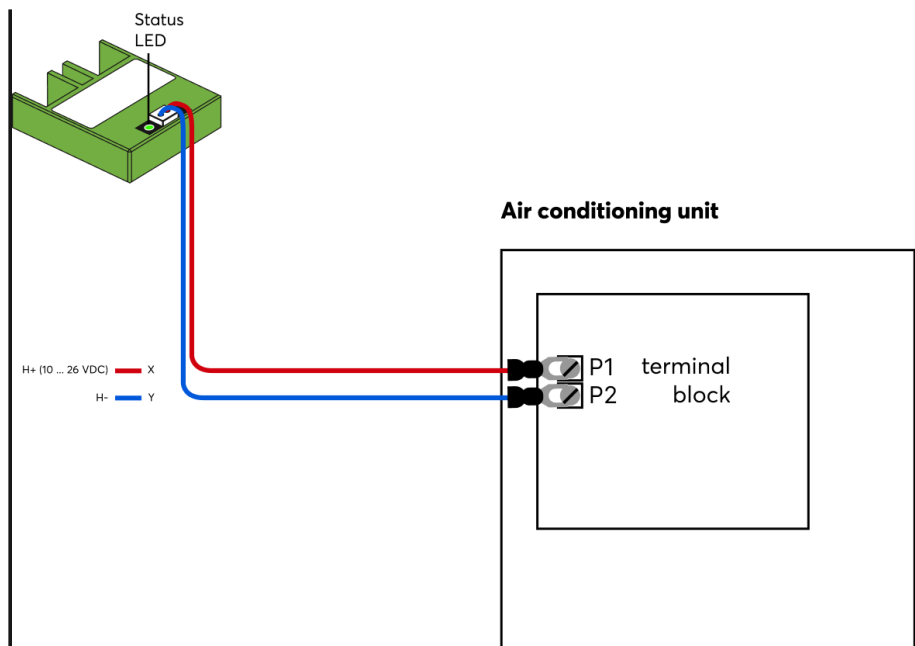 Status
LED
Air conditioning unit
H+ (10 ... 26 VDC) X
H- Y
P1 terminal
P2 block